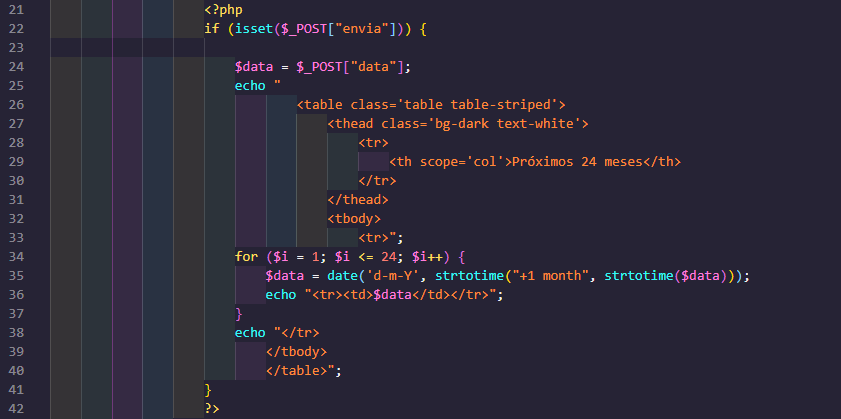 21 <?php
22 if (isset($_POST["envia"])) {
23
24 $data = $_POST["data"];
25 echo "
26 <table class='table table-striped'>
27 <thead class='bg-dark text-white'>
28 <tr>
29 <th scope='col'>Próximos 24 meses</th>
30 </tr>
31 </thead>
32 <tbody>
33 <tr>";
34 for ($i = 1; $i <= 24; $i++) {
35 $data = date('d-m-Y', strtotime("+1 month", strtotime($data)));
36 echo "<tr><td>$data</td></tr>";
37 }
38 echo "</tr>
39 </tbody>
40 </table>";
41 }
42 ?>